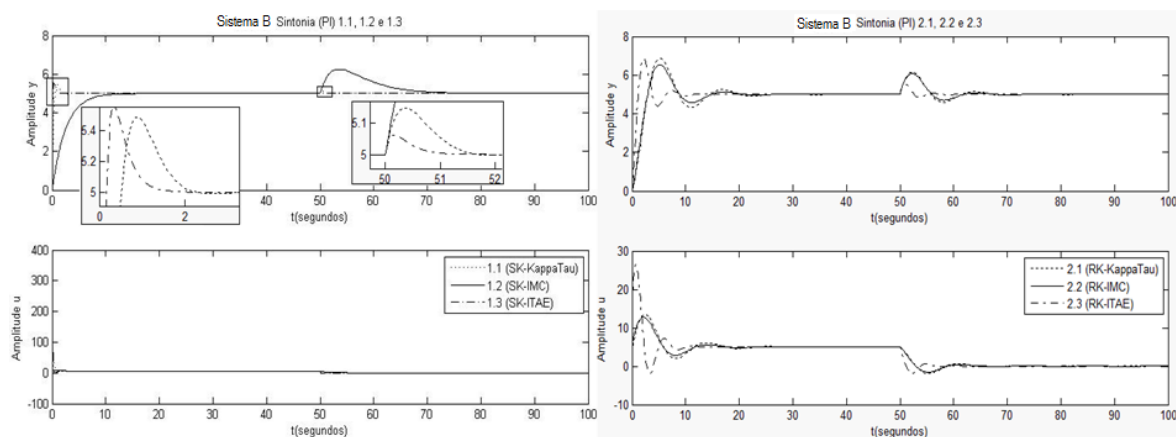 Sistema B Sintonia (PI) 1.1, 1.2 e 1.3
Amplitude y
8
6
4
2
0
5.4
5.2
5
0
2
5.1
5
50
51
52
0 10 20 30 40 50 60 70 80 90 100
t(segundos)
Amplitude u
400
300
200
100
0
-100
1.1 (SK-KappaTau)
1.2 (SK-IMC)
1.3 (SK-ITAE)
0 10 20 30 40 50 60 70 80 90 100
t(segundos)
Sistema B Sintonia (PI) 2.1, 2.2 e 2.3
Amplitude y
8
6
4
2
0
0 10 20 30 40 50 60 70 80 90 100
t(segundos)
Amplitude u
30
20
10
0
-10
2.1 (RK-KappaTau)
2.2 (RK-IMC)
2.3 (RK-ITAE)
0 10 20 30 40 50 60 70 80 90 100
t(segundos)